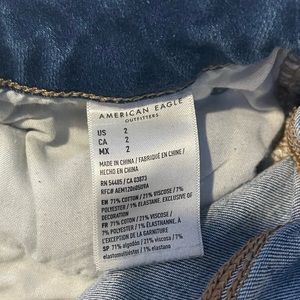 AMERICAN EAGLE
OUTFITTERS
US 2
CA 2
MX 2
MADE IN CHINA / FABRIQUÉ EN CHINE /
HECHO EN CHINA
RN 54485 / CA 03873
EN 71% COTTON / 21% VISCOSE / 7%
POLYESTER / 1% ELASTANE. EXCLUSIVE OF
DECORATION
FR 71% COTON / 21% VISCOSE /
7% POLYESTER / 1% ÉLASTHANNE. À
L'EXCEPTION DE LA GARNITURE
SP 71% algodón / 21% viscosa / 7%
/ 1% elastano